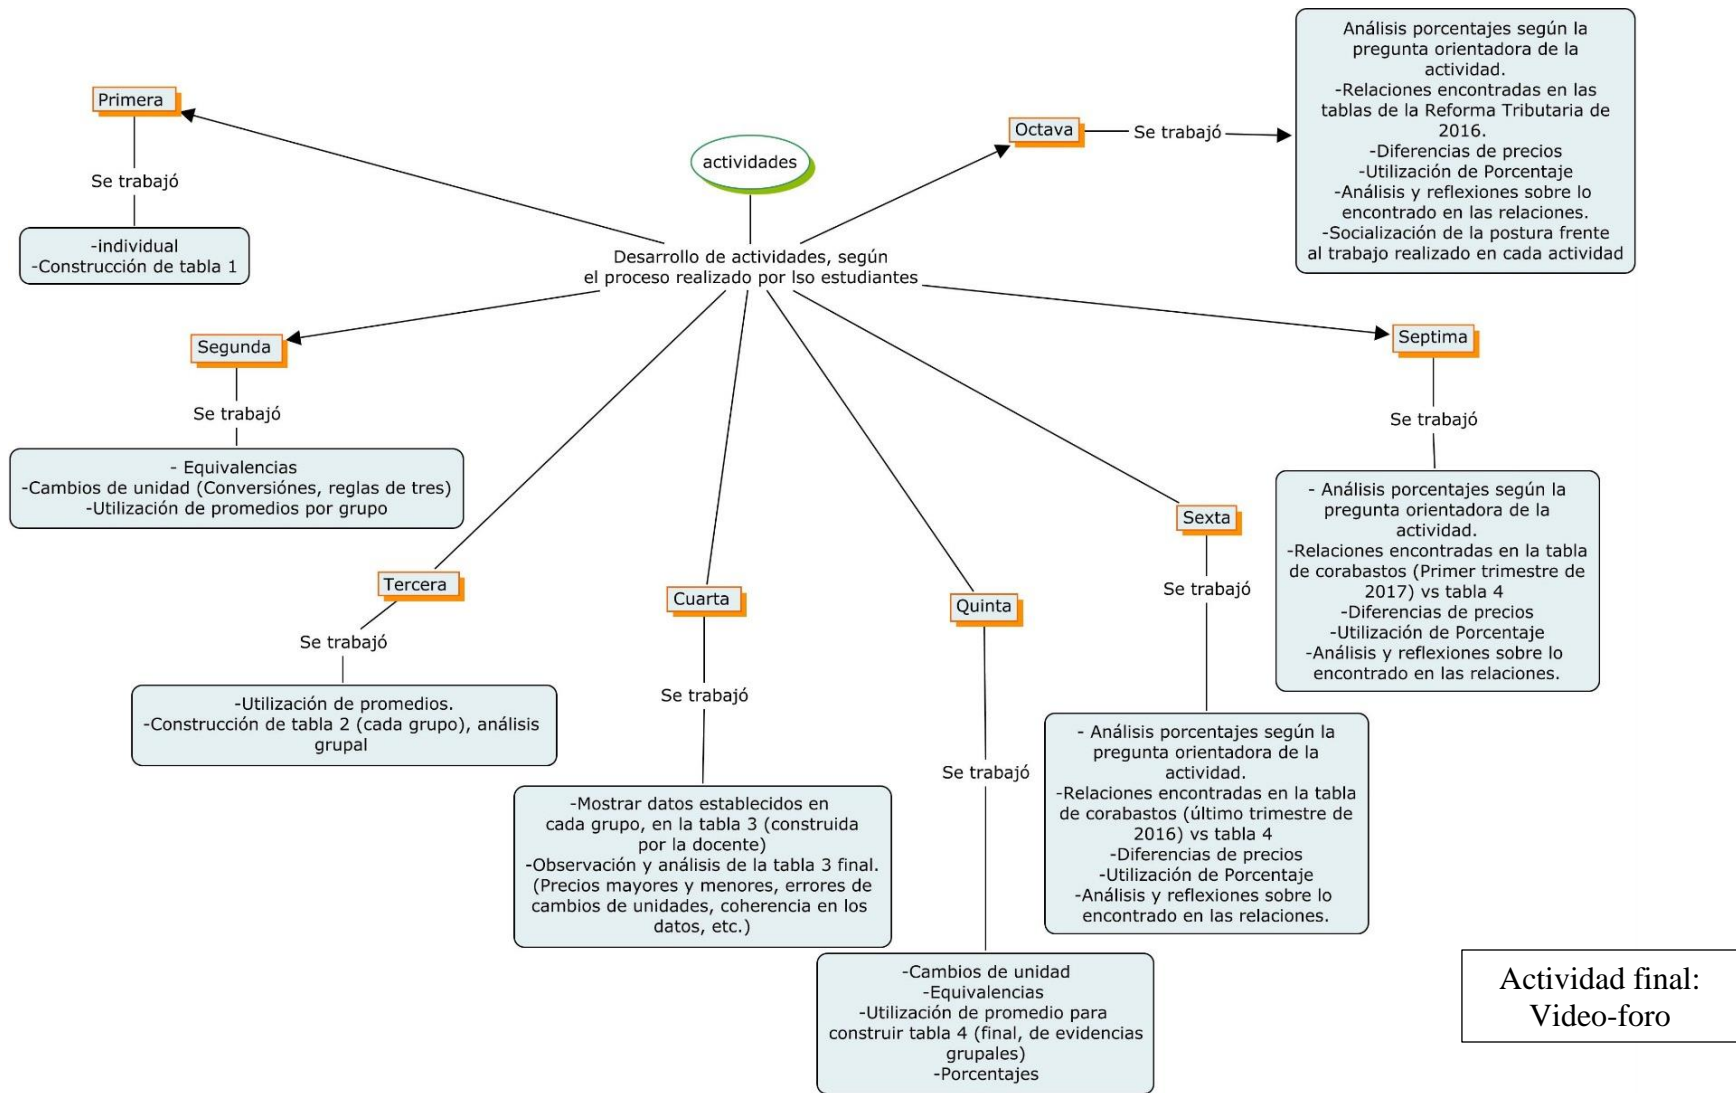 actividades
Desarrollo de actividades, según
el proceso realizado por lso estudiantes
Primera
Se trabajó
-individual
-Construcción de tabla 1
Segunda
Se trabajó
- Equivalencias
-Cambios de unidad (Conversiónes, reglas de tres)
-Utilización de promedios por grupo
Tercera
Se trabajó
-Utilización de promedios.
-Construcción de tabla 2 (cada grupo), análisis
grupal
Cuarta
Se trabajó
-Mostrar datos establecidos en
cada grupo, en la tabla 3 (construida
por la docente)
-Observación y análisis de la tabla 3 final.
(Precios mayores y menores, errores de
cambios de unidades, coherencia en los
datos, etc.)
Quinta
Se trabajó
-Cambios de unidad
-Equivalencias
-Utilización de promedio para
construir tabla 4 (final, de evidencias
grupales)
-Porcentajes
Sexta
Se trabajó
- Análisis porcentajes según la
pregunta orientadora de la
actividad.
-Relaciones encontradas en la tabla
de corabastos (último trimestre de
2016) vs tabla 4
-Diferencias de precios
-Utilización de Porcentaje
-Análisis y reflexiones sobre lo
encontrado en las relaciones.
Septima
Se trabajó
- Análisis porcentajes según la
pregunta orientadora de la
actividad.
-Relaciones encontradas en la tabla
de corabastos (Primer trimestre de
2017) vs tabla 4
-Diferencias de precios
-Utilización de Porcentaje
-Análisis y reflexiones sobre lo
encontrado en las relaciones.
Octava
Se trabajó
Análisis porcentajes según la
pregunta orientadora de la
actividad.
-Relaciones encontradas en las
tablas de la Reforma Tributaria de
2016.
-Diferencias de precios
-Utilización de Porcentaje
-Análisis y reflexiones sobre lo
encontrado en las relaciones.
-Socialización de la postura frente
al trabajo realizado en cada actividad
Actividad final:
Video-foro